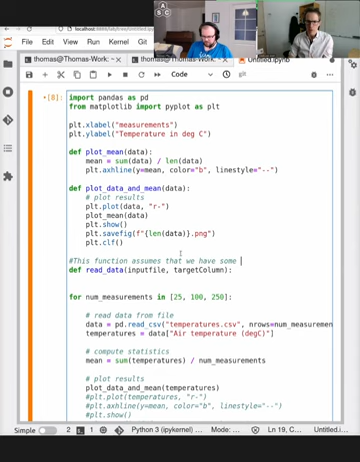 localhost:8888/lab/tree/Untitled.ipynb
File Edit View Run Kernel
thomas@Thomas-Work: ~ × thomas@Thomas-Work: ~ × Untitled.ipynb
Code
[8]: import pandas as pd
from matplotlib import pyplot as plt
plt.xlabel("measurements")
plt.ylabel("Temperature in deg C")
def plot_mean(data):
mean = sum(data) / len(data)
plt.axhline(y=mean, color="b", linestyle="--")
def plot_data_and_mean(data):
# plot results
plt.plot(data, "r-")
plot_mean(data)
plt.show()
plt.savefig(f"{len(data)}.png")
plt.clf()
#This function assumes that we have some
def read_data(inputfile, targetColumn):
for num_measurements in [25, 100, 250]:
# read data from file
data = pd.read_csv("temperatures.csv", nrows=num_measuremen
temperatures = data["Air temperature (degC)"]
# compute statistics
mean = sum(temperatures) / num_measurements
# plot results
plot_data_and_mean(temperatures)
#plt.plot(temperatures, "r-")
#plt.axhline(y=mean, color="b", linestyle="--")
#plt.show()
Simple 2 1 Python 3 (ipykernel) Mode: ... Ln 19, C...